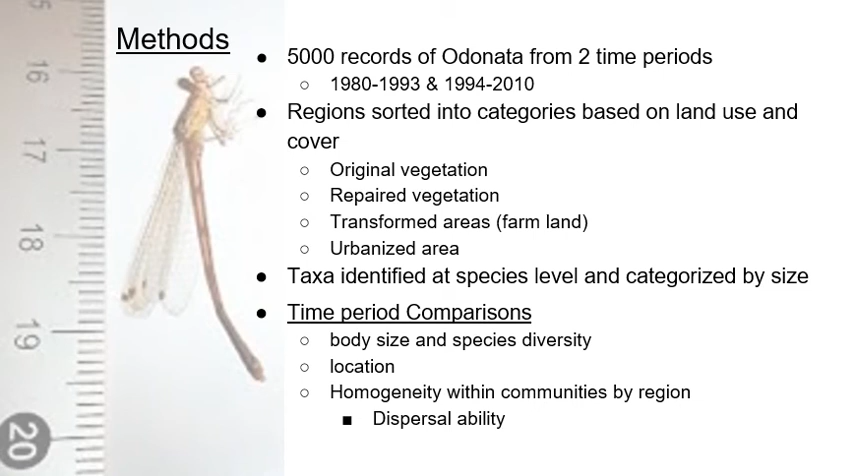 Methods
● 5000 records of Odonata from 2 time periods
○ 1980-1993 & 1994-2010
● Regions sorted into categories based on land use and
cover
○ Original vegetation
○ Repaired vegetation
○ Transformed areas (farm land)
○ Urbanized area
● Taxa identified at species level and categorized by size
● Time period Comparisons
○ body size and species diversity
○ location
○ Homogeneity within communities by region
■ Dispersal ability
16
17
18
19
20